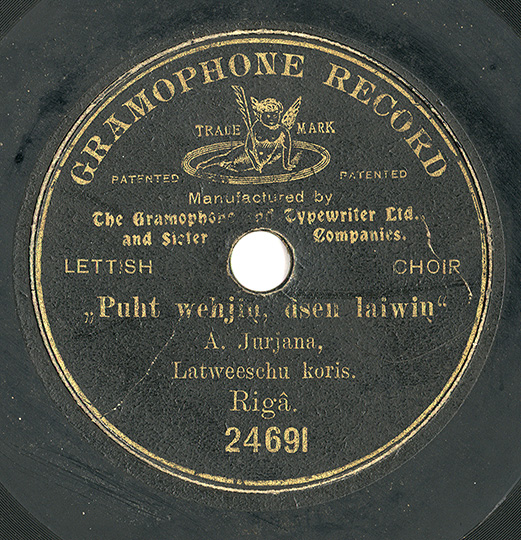 GRAMOPHONE RECORD
TRADE MARK
PATENTED PATENTED
Manufactured by
The Gramophone and Typewriter Ltd.
and Sister Companies.
LETTISH CHOIR
„Puht wehjiņ, dsen laiwiņ“
A. Jurjana,
Latweeschu koris.
Rigâ.
24691